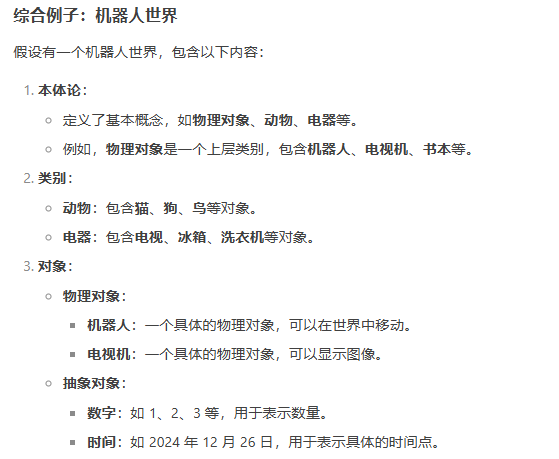 综合例子：机器人世界
假设有一个机器人世界，包含以下内容：
1. 本体论：
定义了基本概念，如物理对象、动物、电器等。
例如，物理对象是一个上层类别，包含机器人、电视机、书本等。
2. 类别：
动物：包含猫、狗、鸟等对象。
电器：包含电视、冰箱、洗衣机等对象。
3. 对象：
物理对象：
机器人：一个具体的物理对象，可以在世界中移动。
电视机：一个具体的物理对象，可以显示图像。
抽象对象：
数字：如 1、2、3 等，用于表示数量。
时间：如 2024 年 12 月 26 日，用于表示具体的时间点。